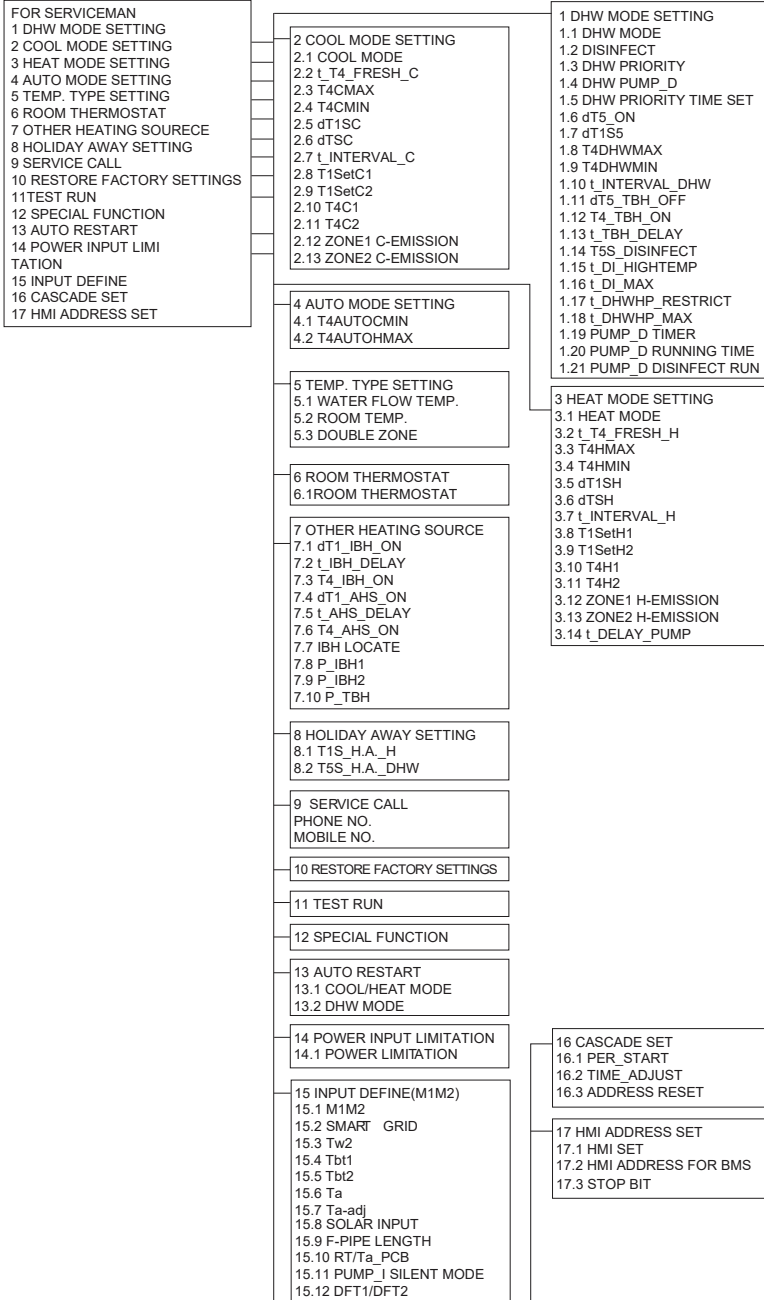 FOR SERVICEMAN
1 DHW MODE SETTING
2 COOL MODE SETTING
3 HEAT MODE SETTING
4 AUTO MODE SETTING
5 TEMP. TYPE SETTING
6 ROOM THERMOSTAT
7 OTHER HEATING SOURECE
8 HOLIDAY AWAY SETTING
9 SERVICE CALL
10 RESTORE FACTORY SETTINGS
11TEST RUN
12 SPECIAL FUNCTION
13 AUTO RESTART
14 POWER INPUT LIMI
TATION
15 INPUT DEFINE
16 CASCADE SET
17 HMI ADDRESS SET
2 COOL MODE SETTING
2.1 COOL MODE
2.2 t_T4_FRESH_C
2.3 T4CMAX
2.4 T4CMIN
2.5 dT1SC
2.6 dTSC
2.7 t_INTERVAL_C
2.8 T1SetC1
2.9 T1SetC2
2.10 T4C1
2.11 T4C2
2.12 ZONE1 C-EMISSION
2.13 ZONE2 C-EMISSION
4 AUTO MODE SETTING
4.1 T4AUTOCMIN
4.2 T4AUTOHMAX
5 TEMP. TYPE SETTING
5.1 WATER FLOW TEMP.
5.2 ROOM TEMP.
5.3 DOUBLE ZONE
6 ROOM THERMOSTAT
6.1ROOM THERMOSTAT
7 OTHER HEATING SOURCE
7.1 dT1_IBH_ON
7.2 t_IBH_DELAY
7.3 T4_IBH_ON
7.4 dT1_AHS_ON
7.5 t_AHS_DELAY
7.6 T4_AHS_ON
7.7 IBH LOCATE
7.8 P_IBH1
7.9 P_IBH2
7.10 P_TBH
8 HOLIDAY AWAY SETTING
8.1 T1S_H.A._H
8.2 T5S_H.A._DHW
9 SERVICE CALL
PHONE NO.
MOBILE NO.
10 RESTORE FACTORY SETTINGS
11 TEST RUN
12 SPECIAL FUNCTION
13 AUTO RESTART
13.1 COOL/HEAT MODE
13.2 DHW MODE
14 POWER INPUT LIMITATION
14.1 POWER LIMITATION
15 INPUT DEFINE(M1M2)
15.1 M1M2
15.2 SMART GRID
15.3 Tw2
15.4 Tbt1
15.5 Tbt2
15.6 Ta
15.7 Ta-adj
15.8 SOLAR INPUT
15.9 F-PIPE LENGTH
15.10 RT/Ta_PCB
15.11 PUMP_I SILENT MODE
15.12 DFT1/DFT2
1 DHW MODE SETTING
1.1 DHW MODE
1.2 DISINFECT
1.3 DHW PRIORITY
1.4 DHW PUMP_D
1.5 DHW PRIORITY TIME SET
1.6 dT5_ON
1.7 dT1S5
1.8 T4DHWMAX
1.9 T4DHWMIN
1.10 t_INTERVAL_DHW
1.11 dT5_TBH_OFF
1.12 T4_TBH_ON
1.13 t_TBH_DELAY
1.14 T5S_DISINFECT
1.15 t_DI_HIGHTEMP
1.16 t_DI_MAX
1.17 t_DHWHP_RESTRICT
1.18 t_DHWHP_MAX
1.19 PUMP_D TIMER
1.20 PUMP_D RUNNING TIME
1.21 PUMP_D DISINFECT RUN
3 HEAT MODE SETTING
3.1 HEAT MODE
3.2 t_T4_FRESH_H
3.3 T4HMAX
3.4 T4HMIN
3.5 dT1SH
3.6 dTSH
3.7 t_INTERVAL_H
3.8 T1SetH1
3.9 T1SetH2
3.10 T4H1
3.11 T4H2
3.12 ZONE1 H-EMISSION
3.13 ZONE2 H-EMISSION
3.14 t_DELAY_PUMP
16 CASCADE SET
16.1 PER_START
16.2 TIME_ADJUST
16.3 ADDRESS RESET
17 HMI ADDRESS SET
17.1 HMI SET
17.2 HMI ADDRESS FOR BMS
17.3 STOP BIT